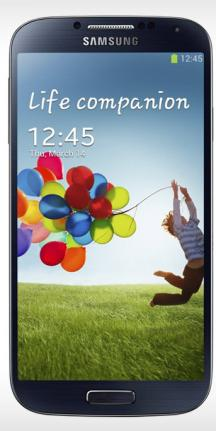 SAMSUNG
12:45
Life companion
12:45
Thu, March 14